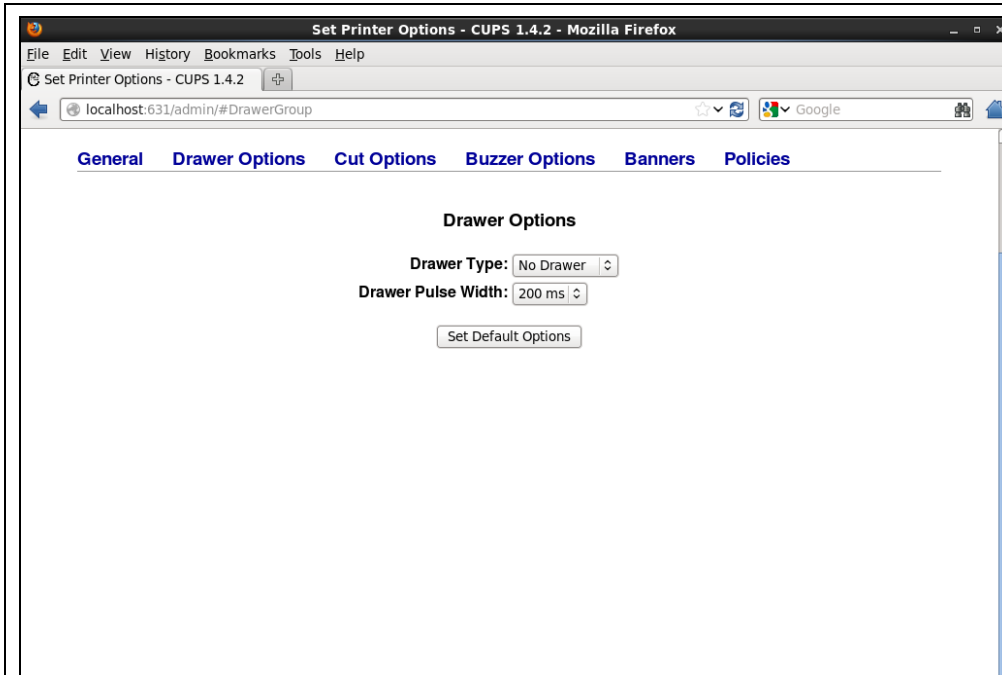 Set Printer Options - CUPS 1.4.2 - Mozilla Firefox
File Edit View History Bookmarks Tools Help
Set Printer Options - CUPS 1.4.2
localhost:631/admin/#DrawerGroup
Google
General Drawer Options Cut Options Buzzer Options Banners Policies
Drawer Options
Drawer Type: No Drawer
Drawer Pulse Width: 200 ms
Set Default Options